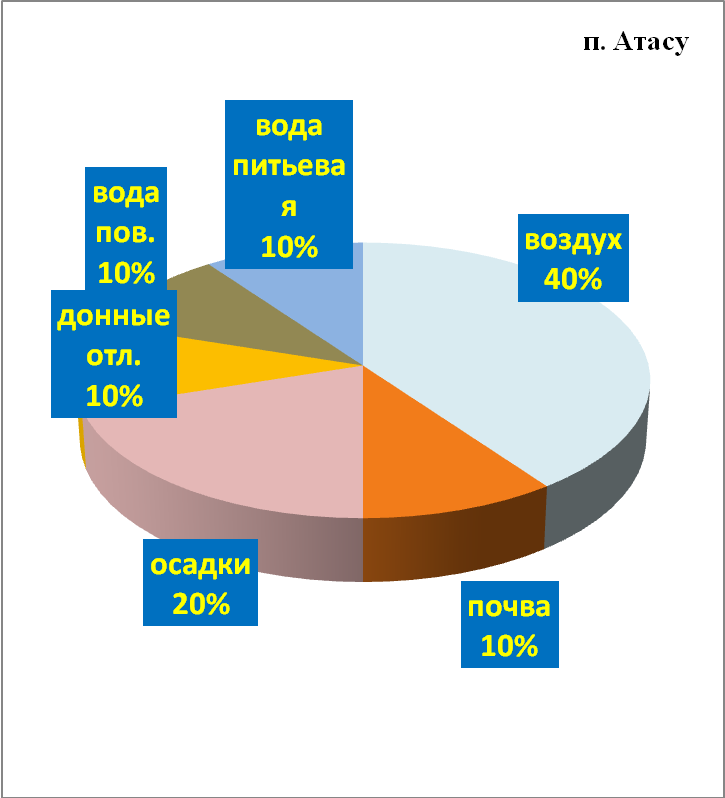 п. Атасу
вода
питьева
я
10%
вода
пов.
10%
воздух
40%
донные
отл.
10%
осадки
20%
почва
10%